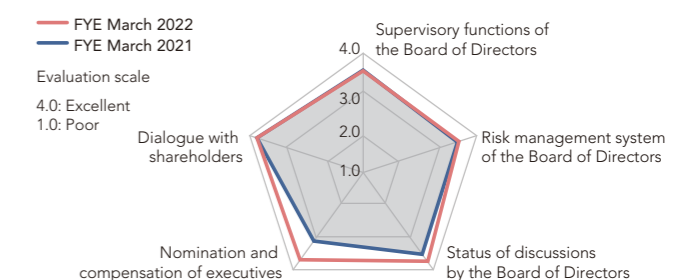 FYE March 2022
FYE March 2021
Evaluation scale
4.0: Excellent
1.0: Poor
Supervisory functions of
the Board of Directors
4.0
3.0
2.0
1.0
Dialogue with
shareholders
Risk management system
of the Board of Directors
Nomination and
compensation of executives
Status of discussions
by the Board of Directors